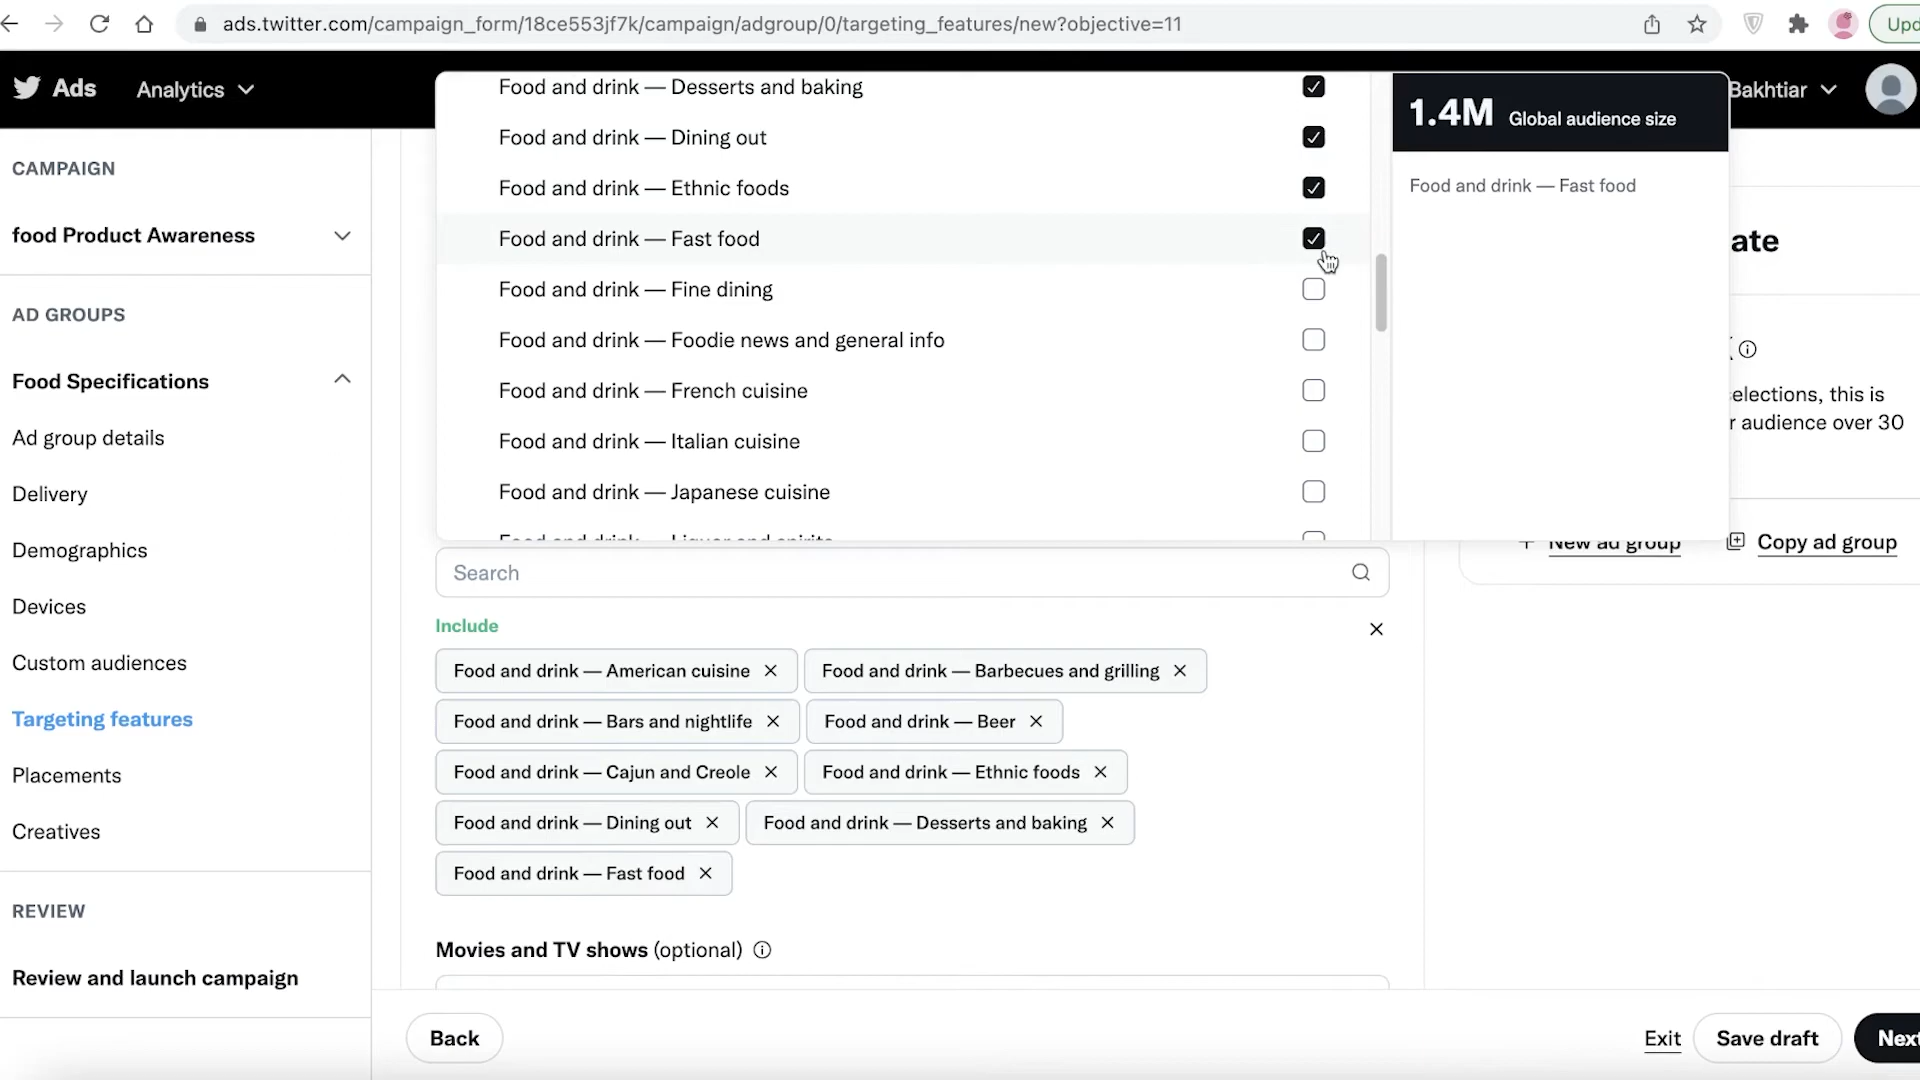 ads.twitter.com/campaign_form/18ce553jf7k/campaign/adgroup/0/targeting_features/new?objective=11
Upd
Ads
Analytics
Bakhtiar
CAMPAIGN
food Product Awareness
AD GROUPS
Food Specifications
Ad group details
Delivery
Demographics
Devices
Custom audiences
Targeting features
Placements
Creatives
REVIEW
Review and launch campaign
Food and drink — Desserts and baking
Food and drink — Dining out
Food and drink — Ethnic foods
Food and drink — Fast food
Food and drink — Fine dining
Food and drink — Foodie news and general info
Food and drink — French cuisine
Food and drink — Italian cuisine
Food and drink — Japanese cuisine
Food and drink — Liquor and spirits
1.4M Global audience size
Food and drink — Fast food
ate
elections, this is
r audience over 30
New ad group
Copy ad group
Search
Include
Food and drink — American cuisine
Food and drink — Barbecues and grilling
Food and drink — Bars and nightlife
Food and drink — Beer
Food and drink — Cajun and Creole
Food and drink — Ethnic foods
Food and drink — Dining out
Food and drink — Desserts and baking
Food and drink — Fast food
Movies and TV shows (optional)
Back
Exit
Save draft
Next